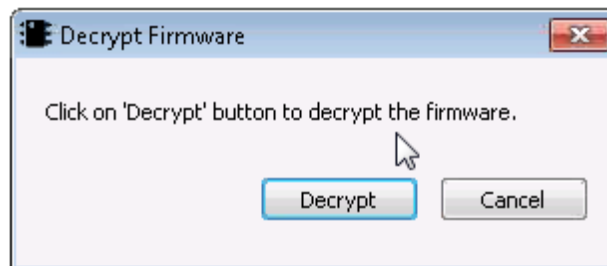 Decrypt Firmware
Click on 'Decrypt' button to decrypt the firmware.
Decrypt Cancel